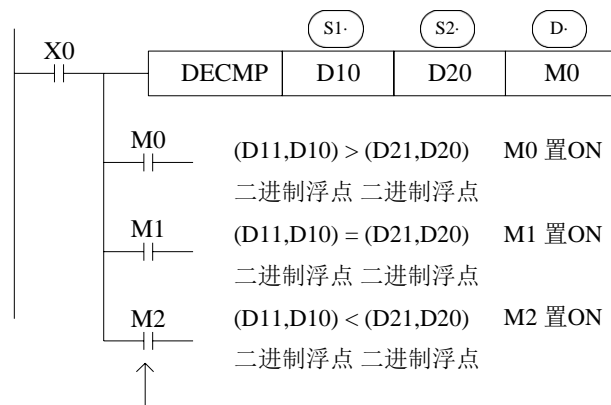 S1· S2· D·
X0
DECMP D10 D20 M0
M0 (D11,D10) > (D21,D20) M0 置ON
二进制浮点 二进制浮点
M1 (D11,D10) = (D21,D20) M1 置ON
二进制浮点 二进制浮点
M2 (D11,D10) < (D21,D20) M2 置ON
二进制浮点 二进制浮点